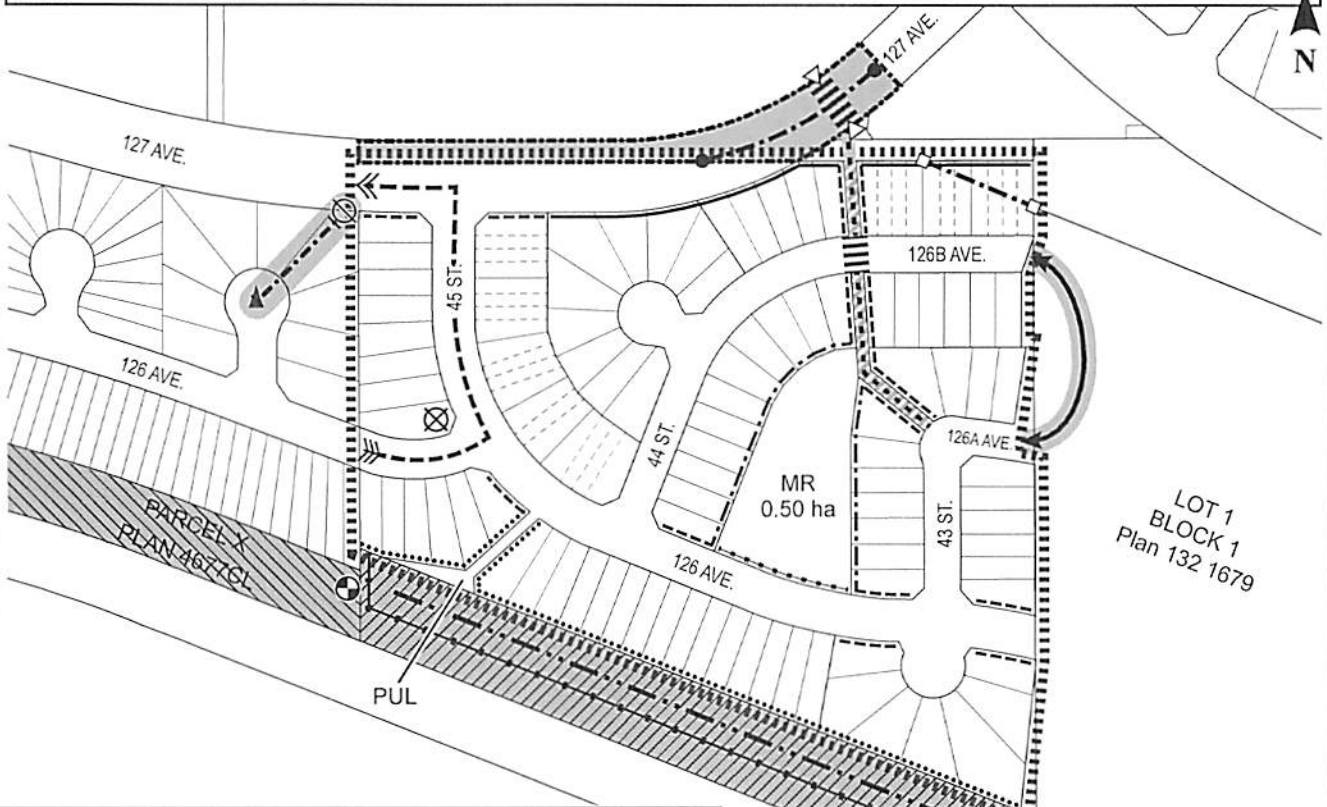 127 AVE.
N
127 AVE.
126B AVE.
45 ST.
126 AVE.
44 ST.
126A AVE.
MR
0.50 ha
43 ST.
LOT 1
BLOCK 1
Plan 132 1679
PARCEL X
PLAN 4677CL
126 AVE.
PUL